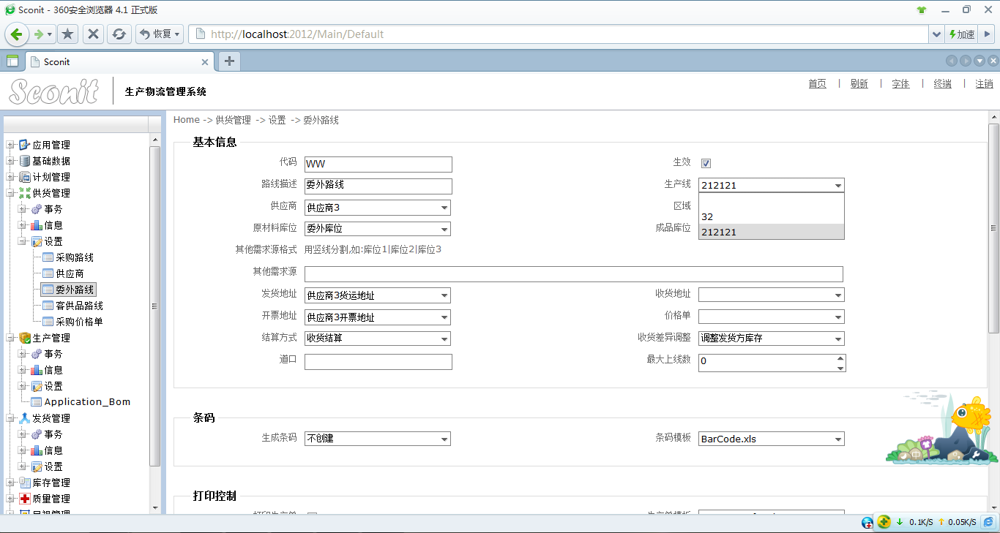 Sconit - 360安全浏览器 4.1 正式版
恢复 http://localhost:2012/Main/Default 加速
Sconit
Sconit 生产物流管理系统 首页 | 刷新 | 字体 | 终端 | 注销
Home -> 供货管理 -> 设置 -> 委外路线
应用管理
基础数据
计划管理
供货管理
事务
信息
设置
采购路线
供应商
委外路线
客供品路线
采购价格单
生产管理
事务
信息
设置
Application_Bom
发货管理
事务
信息
设置
库存管理
质量管理
基本信息
代码 WW 生效
路线描述 委外路线 生产线 212121
供应商 供应商3 区域
32
原材料库位 委外库位 成品库位
212121
其他需求源格式 用竖线分割,如:库位1|库位2|库位3
其他需求源
发货地址 供应商3货运地址 收货地址
开票地址 供应商3开票地址 价格单
结算方式 收货结算 收货差异调整 调整发货方库存
道口 最大上线数 0
条码
生成条码 不创建 条码模板 BarCode.xls
打印控制
中
0.1K/S 0.05K/S